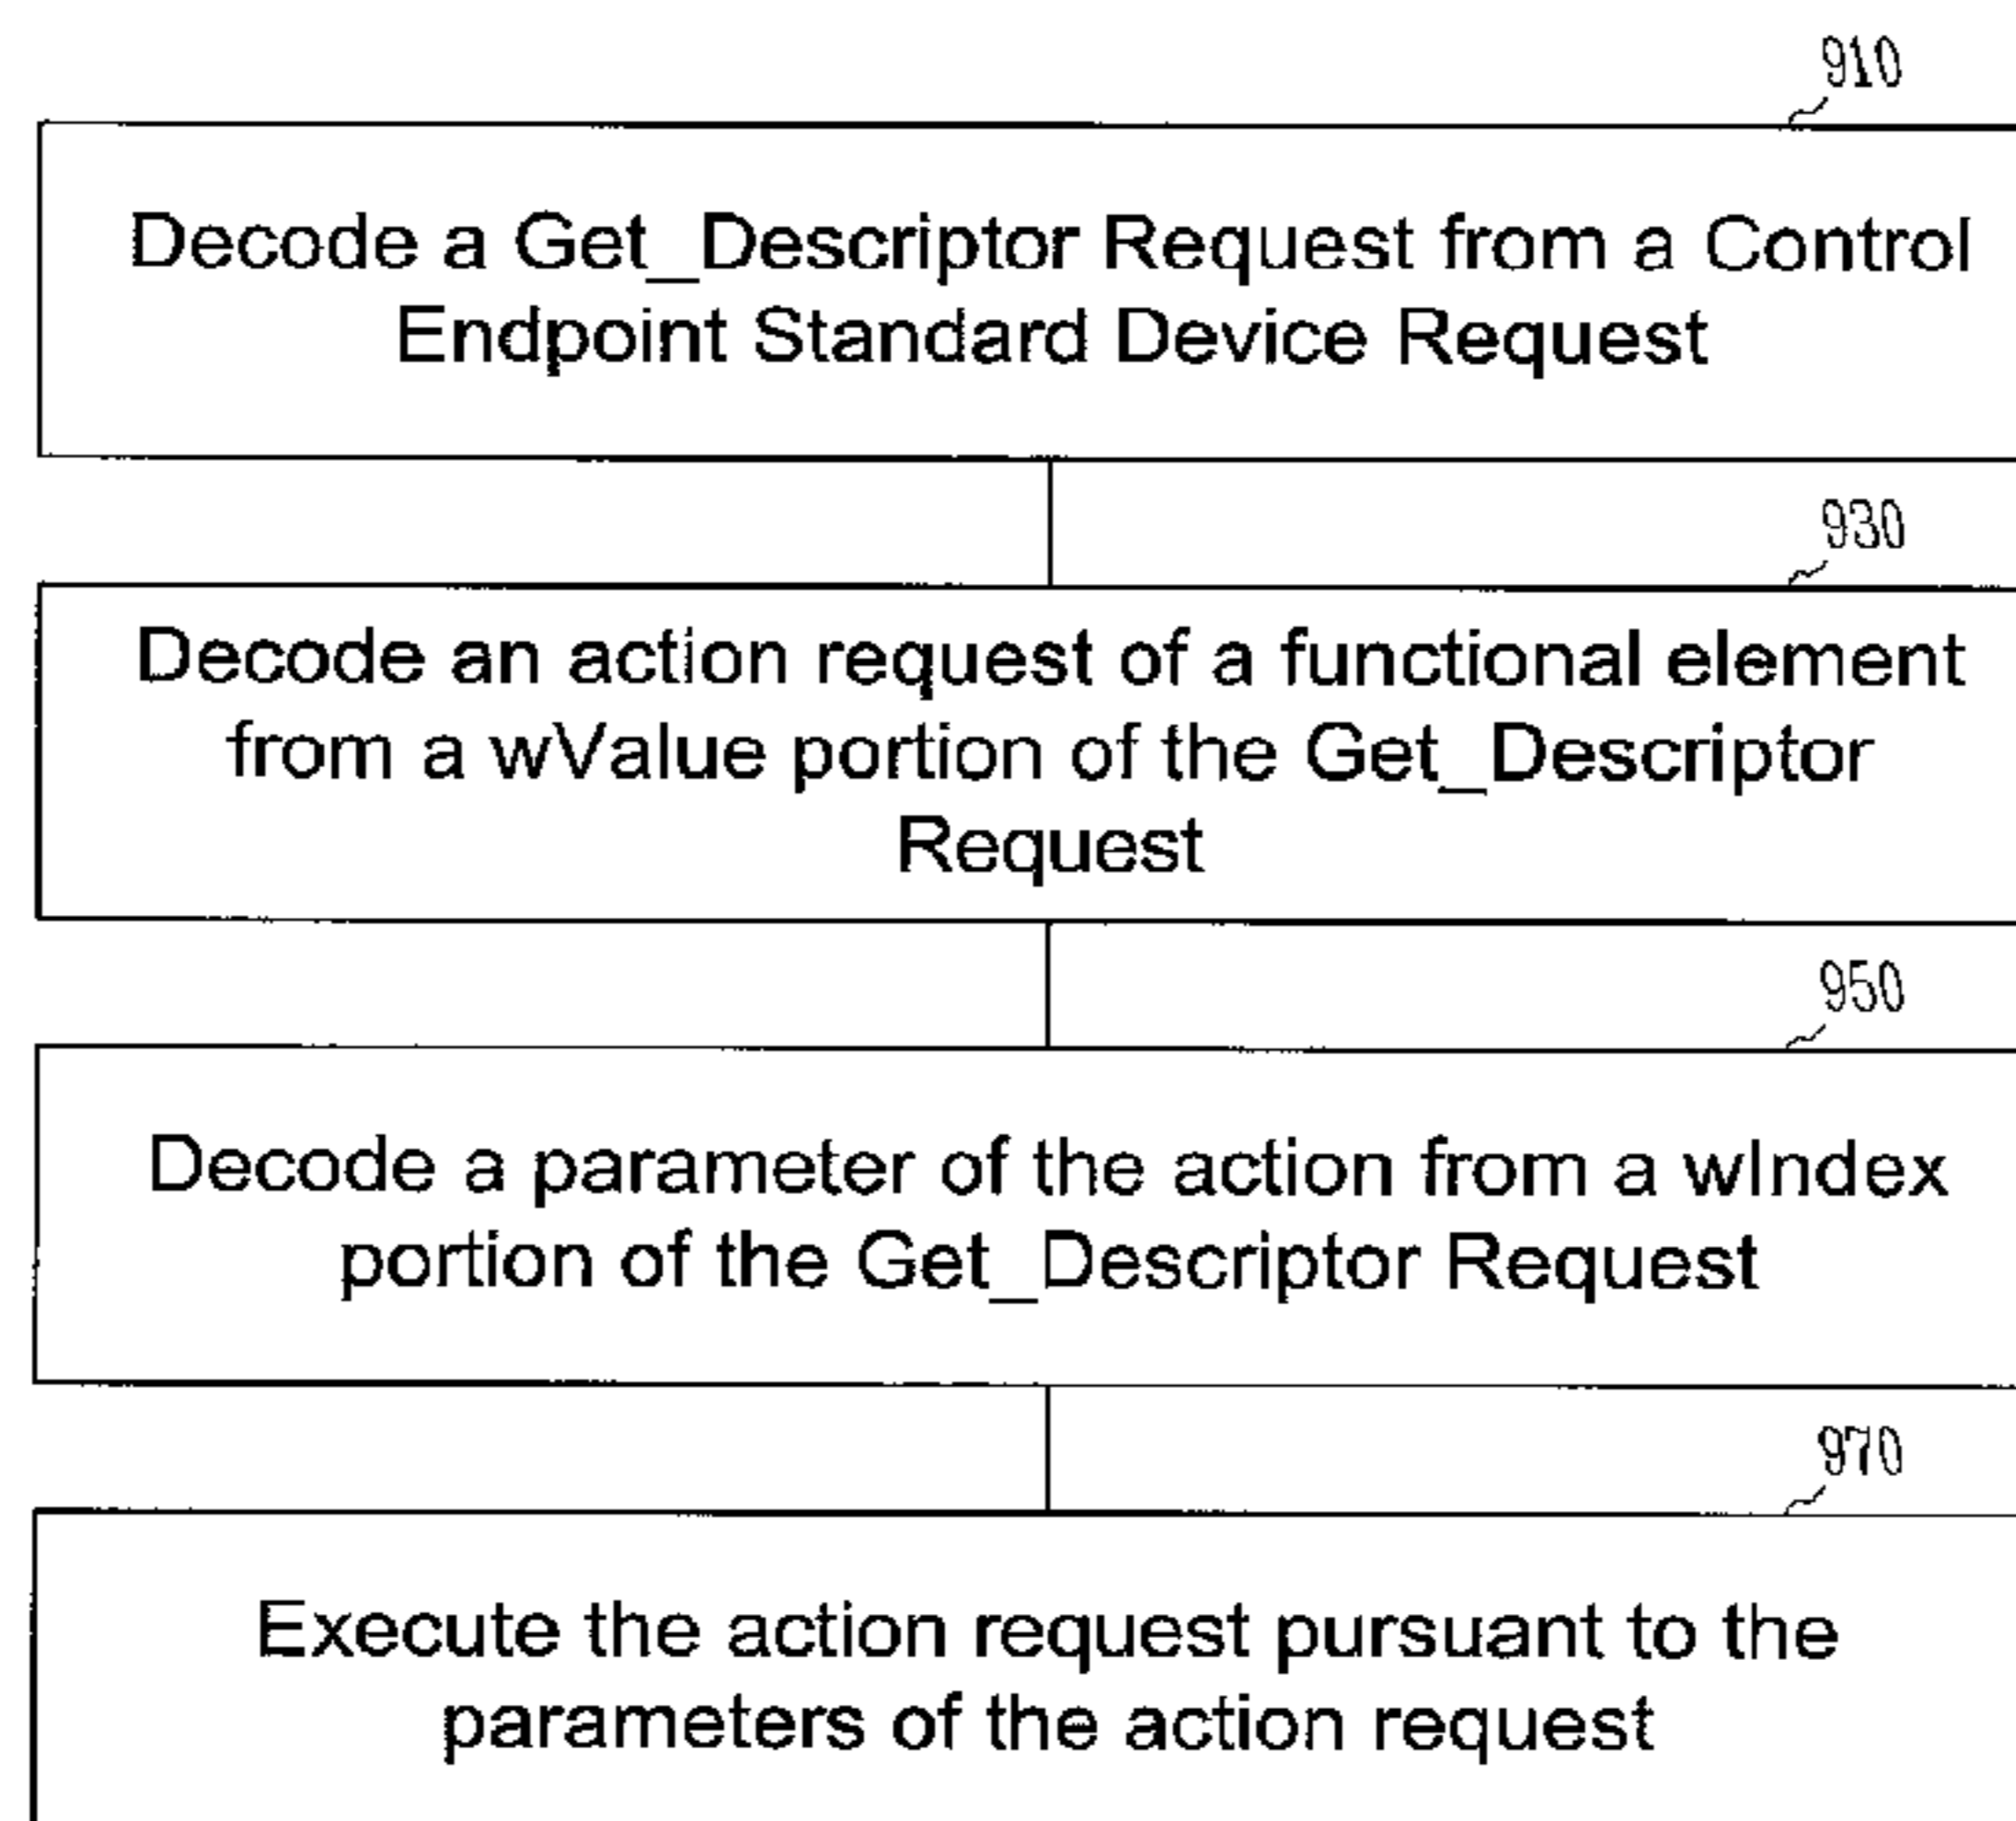 910
Decode a Get_Descriptor Request from a Control
Endpoint Standard Device Request
930
Decode an action request of a functional element
from a wValue portion of the Get_Descriptor
Request
950
Decode a parameter of the action from a wIndex
portion of the Get_Descriptor Request
970
Execute the action request pursuant to the
parameters of the action request